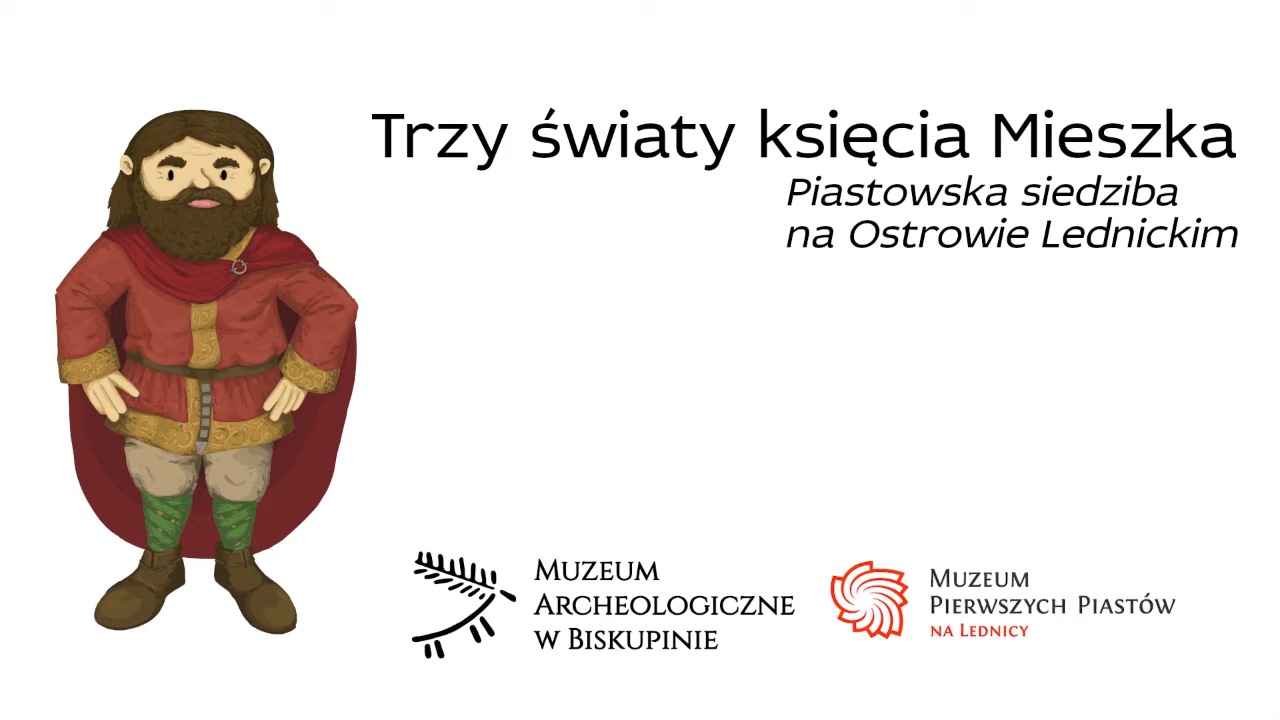 Trzy światy księcia Mieszka
Piastowska siedziba
na Ostrowie Lednickim
MUZEUM
ARCHEOLOGICZNE
W BISKUPINIE
MUZEUM
PIERWSZYCH PIASTÓW
NA LEDNICY